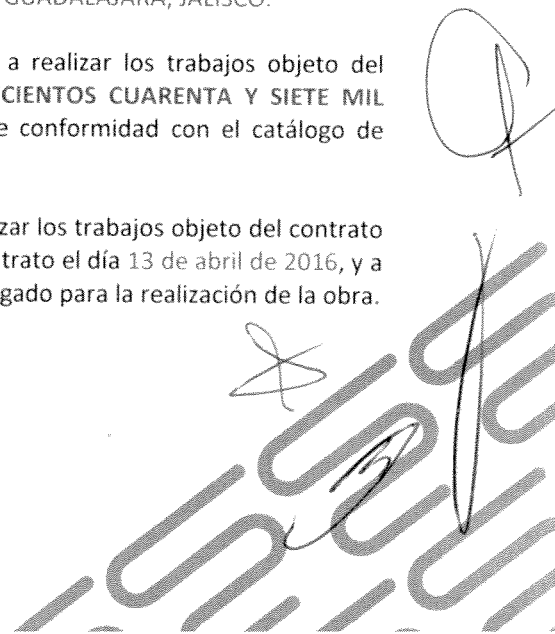 GUADALAJARA, JALISCO.
a realizar los trabajos objeto del
CIENTOS CUARENTA Y SIETE MIL
e conformidad con el catálogo de
zar los trabajos objeto del contrato
trato el día 13 de abril de 2016, y a
gado para la realización de la obra.